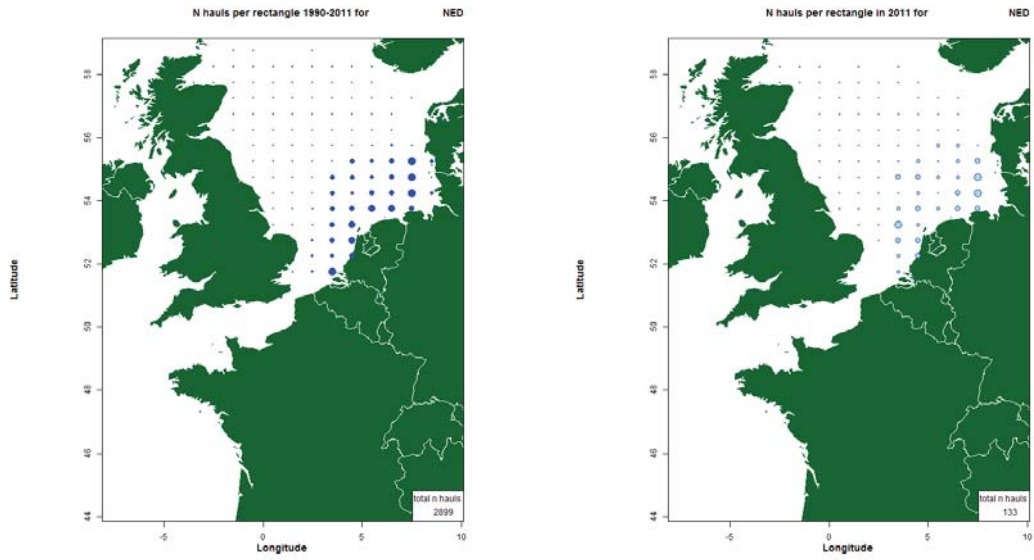 N hauls per rectangle 1990-2011 for NED
58
56
54
52
50
48
46
44
Latitude
-5 0 5 10
Longitude
total n hauls
2899
N hauls per rectangle in 2011 for NED
58
56
54
52
50
48
46
44
Latitude
-5 0 5 10
Longitude
total n hauls
133